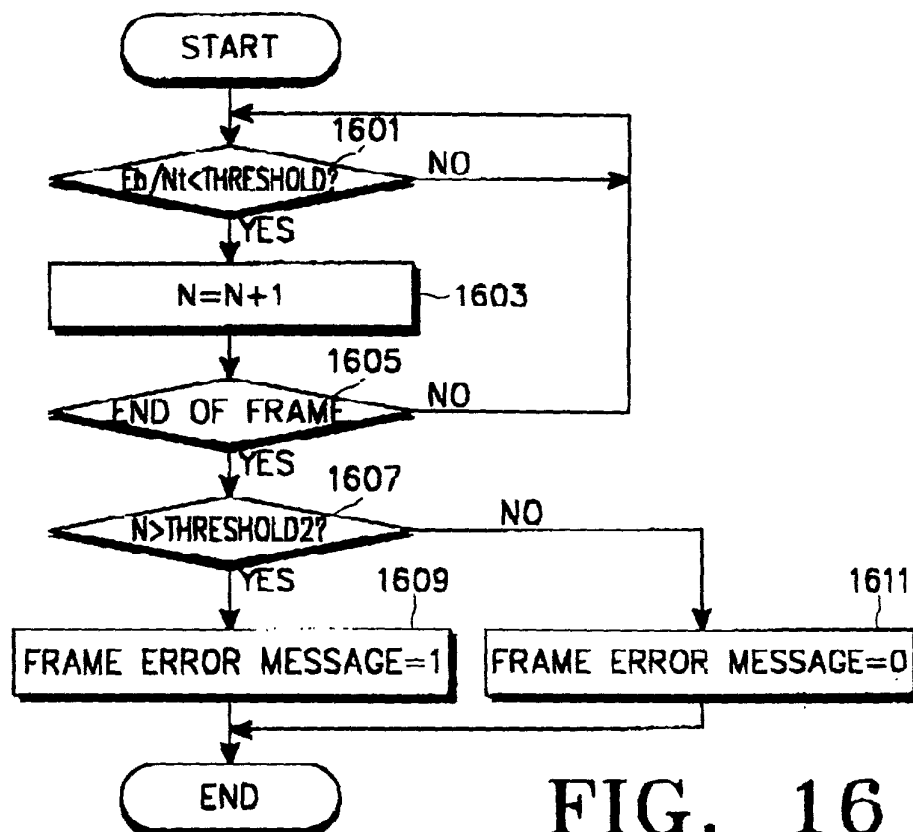 START
1601
Eb/Nt<THRESHOLD?
NO
YES
N=N+1
1603
1605
END OF FRAME
NO
YES
1607
N>THRESHOLD2?
NO
YES
1609
1611
FRAME ERROR MESSAGE=1
FRAME ERROR MESSAGE=0
END
FIG. 16